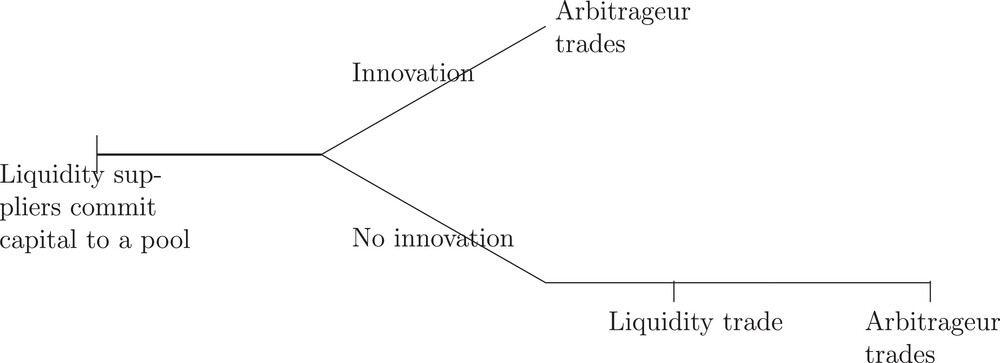 Arbitrageur
trades
Innovation
Liquidity sup-
pliers commit
capital to a pool
No innovation
Liquidity trade
Arbitrageur
trades